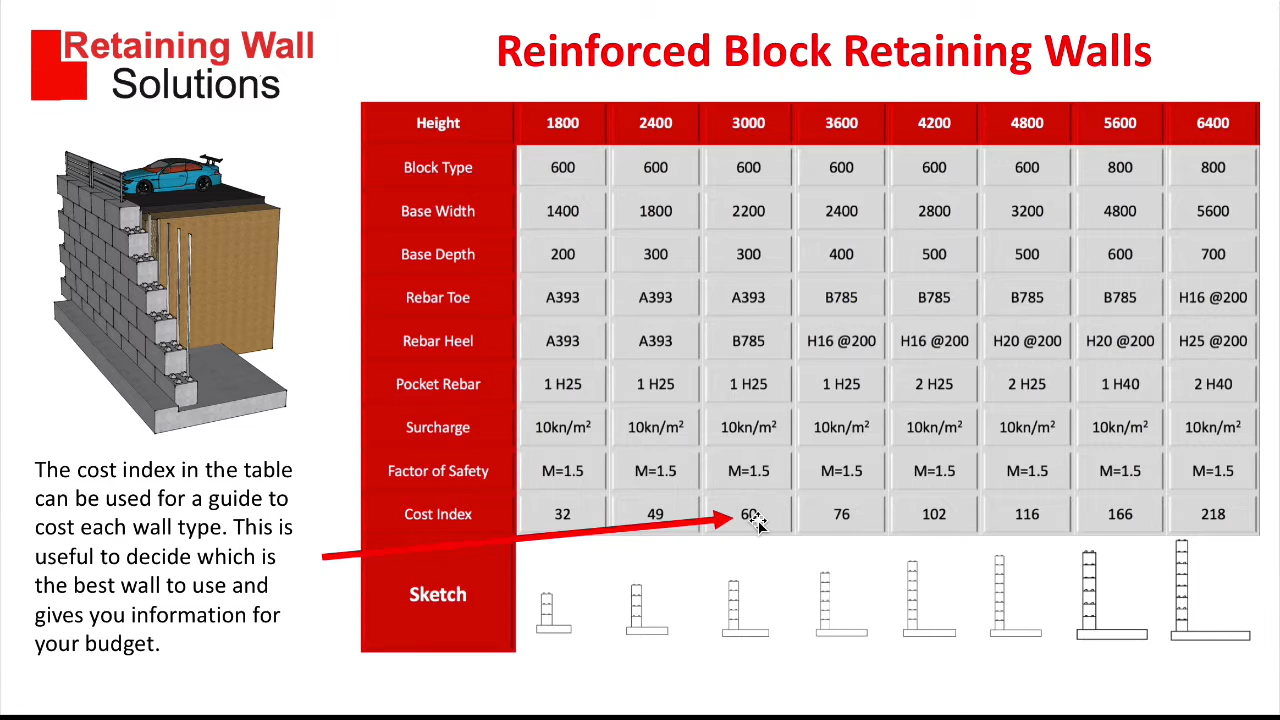 Retaining Wall
Solutions
Reinforced Block Retaining Walls
Height 1800 2400 3000 3600 4200 4800 5600 6400
Block Type 600 600 600 600 600 600 800 800
Base Width 1400 1800 2200 2400 2800 3200 4800 5600
Base Depth 200 300 300 400 500 500 600 700
Rebar Toe A393 A393 A393 B785 B785 B785 B785 H16 @200
Rebar Heel A393 A393 B785 H16 @200 H16 @200 H20 @200 H20 @200 H25 @200
Pocket Rebar 1 H25 1 H25 1 H25 1 H25 2 H25 2 H25 1 H40 2 H40
Surcharge 10kn/m² 10kn/m² 10kn/m² 10kn/m² 10kn/m² 10kn/m² 10kn/m² 10kn/m²
Factor of Safety M=1.5 M=1.5 M=1.5 M=1.5 M=1.5 M=1.5 M=1.5 M=1.5
Cost Index 32 49 60 76 102 116 166 218
Sketch
The cost index in the table
can be used for a guide to
cost each wall type. This is
useful to decide which is
the best wall to use and
gives you information for
your budget.